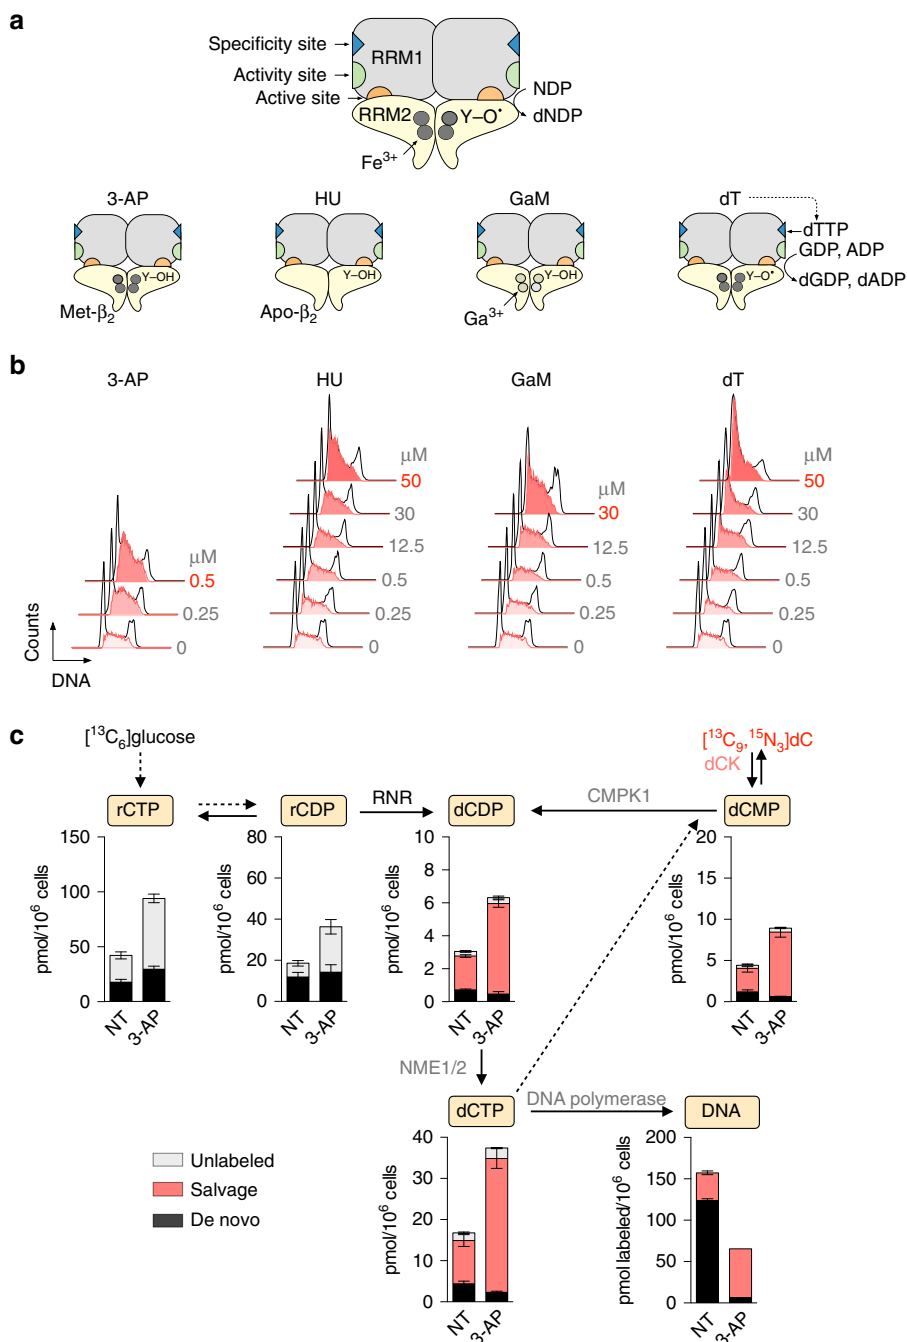 a
Specificity site
Activity site
Active site
RRM1
RRM2
Y–O•
NDP
dNDP
Fe3+
3-AP
HU
GaM
dT
dTTP
GDP, ADP
dGDP, dADP
Y–OH
Y–OH
Y–OH
Y–O•
Met-β2
Apo-β2
Ga3+
b
3-AP
HU
GaM
dT
μM
0.5
0.25
0
μM
50
30
12.5
0.5
0.25
0
μM
30
12.5
0.5
0.25
0
μM
50
30
12.5
0.5
0.25
0
Counts
DNA
c
[13C6]glucose
[13C9,15N3]dC
dCK
rCTP
rCDP
RNR
dCDP
CMPK1
dCMP
pmol/106 cells
150
100
50
0
NT
3-AP
pmol/106 cells
80
60
40
20
0
NT
3-AP
pmol/106 cells
10
8
6
4
2
0
NT
3-AP
pmol/106 cells
20
15
10
5
0
NT
3-AP
NME1/2
dCTP
DNA polymerase
DNA
Unlabeled
Salvage
De novo
pmol/106 cells
40
30
20
10
0
NT
3-AP
pmol labeled/106 cells
200
150
100
50
0
NT
3-AP